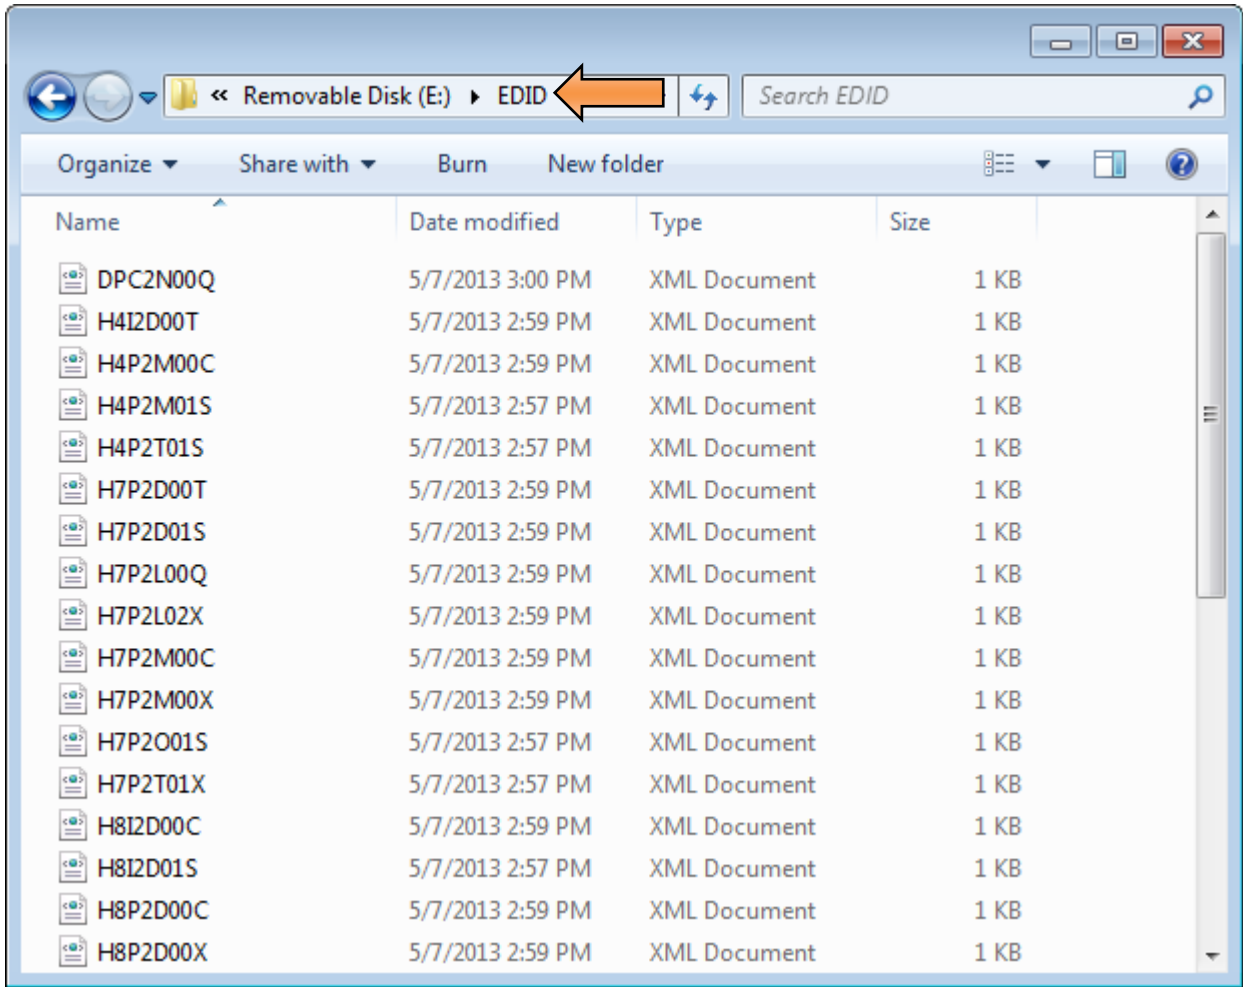 « Removable Disk (E:) ▸ EDID Search EDID
Organize Share with Burn New folder
Name Date modified Type Size
DPC2N00Q 5/7/2013 3:00 PM XML Document 1 KB
H4I2D00T 5/7/2013 2:59 PM XML Document 1 KB
H4P2M00C 5/7/2013 2:59 PM XML Document 1 KB
H4P2M01S 5/7/2013 2:57 PM XML Document 1 KB
H4P2T01S 5/7/2013 2:57 PM XML Document 1 KB
H7P2D00T 5/7/2013 2:59 PM XML Document 1 KB
H7P2D01S 5/7/2013 2:59 PM XML Document 1 KB
H7P2L00Q 5/7/2013 2:59 PM XML Document 1 KB
H7P2L02X 5/7/2013 2:59 PM XML Document 1 KB
H7P2M00C 5/7/2013 2:59 PM XML Document 1 KB
H7P2M00X 5/7/2013 2:59 PM XML Document 1 KB
H7P2O01S 5/7/2013 2:57 PM XML Document 1 KB
H7P2T01X 5/7/2013 2:57 PM XML Document 1 KB
H8I2D00C 5/7/2013 2:59 PM XML Document 1 KB
H8I2D01S 5/7/2013 2:57 PM XML Document 1 KB
H8P2D00C 5/7/2013 2:59 PM XML Document 1 KB
H8P2D00X 5/7/2013 2:59 PM XML Document 1 KB